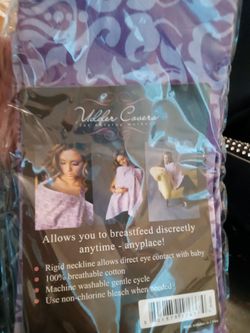 Udder Covers
Allows you to breastfeed discreetly
anytime - anyplace!
Rigid neckline allows direct eye contact with baby
100% breathable cotton
Machine washable gentle cycle
Use non-chlorine bleach when needed